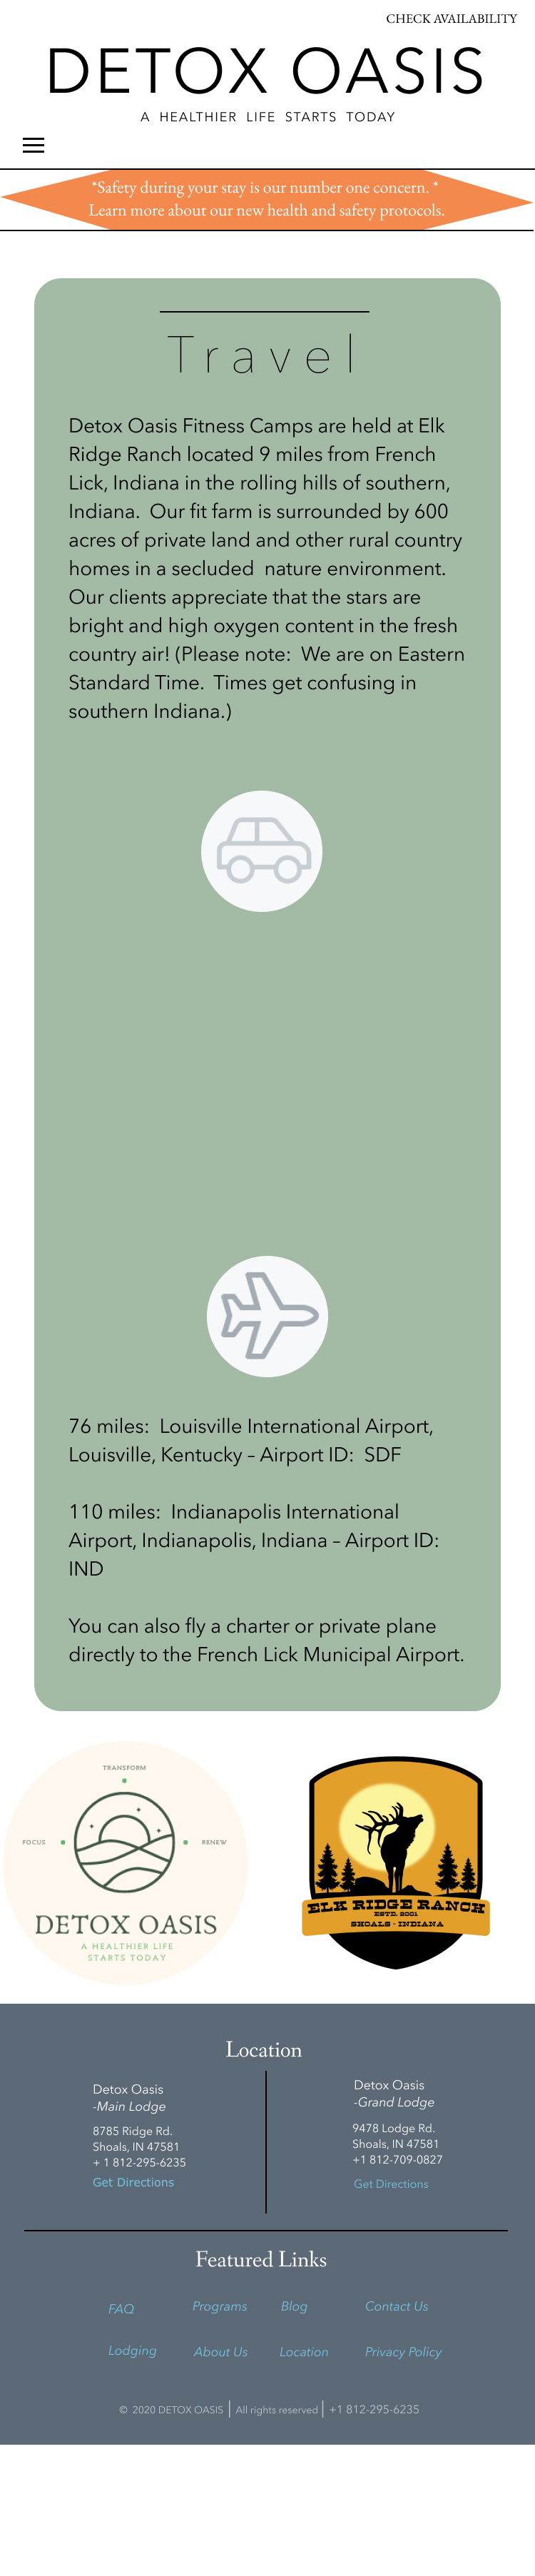 CHECK AVAILABILITY
DETOX OASIS
A HEALTHIER LIFE STARTS TODAY
*Safety during your stay is our number one concern. *
Learn more about our new health and safety protocols.
Travel
Detox Oasis Fitness Camps are held at Elk
Ridge Ranch located 9 miles from French
Lick, Indiana in the rolling hills of southern,
Indiana.  Our fit farm is surrounded by 600
acres of private land and other rural country
homes in a secluded  nature environment.
Our clients appreciate that the stars are
bright and high oxygen content in the fresh
country air! (Please note:  We are on Eastern
Standard Time.  Times get confusing in
southern Indiana.)
76 miles:  Louisville International Airport,
Louisville, Kentucky – Airport ID:  SDF
110 miles:  Indianapolis International
Airport, Indianapolis, Indiana – Airport ID:
IND
You can also fly a charter or private plane
directly to the French Lick Municipal Airport.
TRANSFORM
FOCUS
RENEW
DETOX OASIS
A HEALTHIER LIFE
STARTS TODAY
ELK RIDGE RANCH
ESTD. 2001
SHOALS - INDIANA
Location
Detox Oasis
-Main Lodge
8785 Ridge Rd.
Shoals, IN 47581
+ 1 812-295-6235
Get Directions
Detox Oasis
-Grand Lodge
9478 Lodge Rd.
Shoals, IN 47581
+1 812-709-0827
Get Directions
Featured Links
FAQ Programs Blog Contact Us
Lodging About Us Location Privacy Policy
© 2020 DETOX OASIS | All rights reserved | +1 812-295-6235